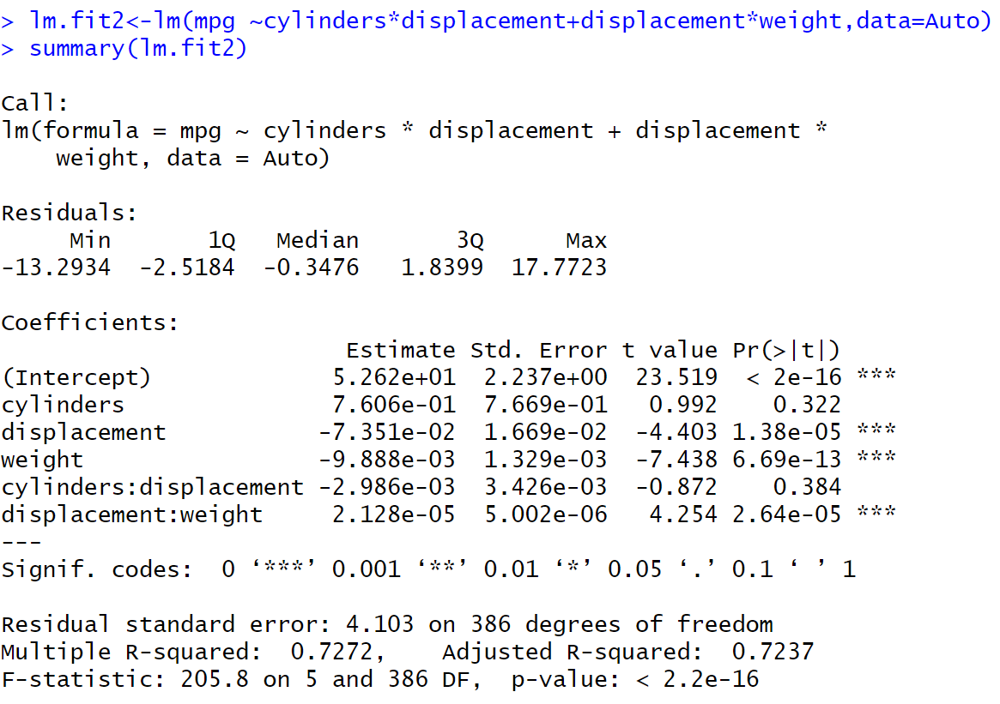 > lm.fit2<-lm(mpg ~cylinders*displacement+displacement*weight,data=Auto)
> summary(lm.fit2)
Call:
lm(formula = mpg ~ cylinders * displacement + displacement *
    weight, data = Auto)
Residuals:
     Min       1Q   Median       3Q      Max
-13.2934  -2.5184  -0.3476   1.8399  17.7723
Coefficients:
                         Estimate Std. Error t value Pr(>|t|)
(Intercept)             5.262e+01  2.237e+00  23.519  < 2e-16 ***
cylinders               7.606e-01  7.669e-01   0.992    0.322
displacement           -7.351e-02  1.669e-02  -4.403 1.38e-05 ***
weight                 -9.888e-03  1.329e-03  -7.438 6.69e-13 ***
cylinders:displacement -2.986e-03  3.426e-03  -0.872    0.384
displacement:weight     2.128e-05  5.002e-06   4.254 2.64e-05 ***
---
Signif. codes:  0 ‘***’ 0.001 ‘**’ 0.01 ‘*’ 0.05 ‘.’ 0.1 ‘ ’ 1
Residual standard error: 4.103 on 386 degrees of freedom
Multiple R-squared:  0.7272,    Adjusted R-squared:  0.7237
F-statistic: 205.8 on 5 and 386 DF,  p-value: < 2.2e-16